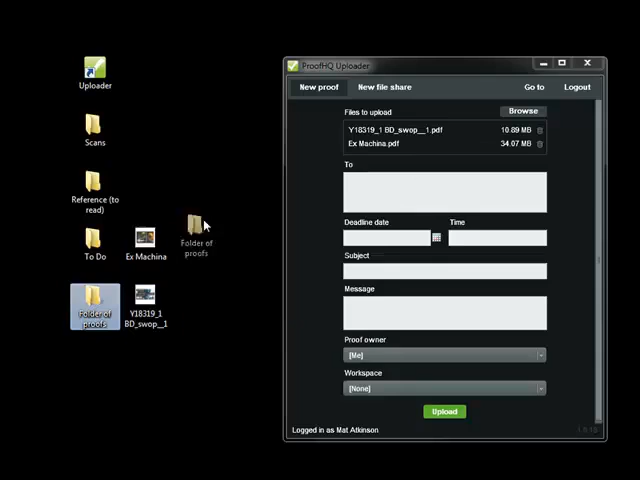 Uploader
Scans
Reference (to
read)
To Do
Ex Machina
Folder of
proofs
Folder of
proofs
Y18319_1
BD_swop__1
ProofHQ Uploader
New proof
New file share
Go to
Logout
Files to upload
Browse
Y18319_1 BD_swop__1.pdf
10.89 MB
Ex Machina.pdf
34.07 MB
To
Deadline date
Time
Subject
Message
Proof owner
[Me]
Workspace
[None]
Upload
Logged in as Mat Atkinson